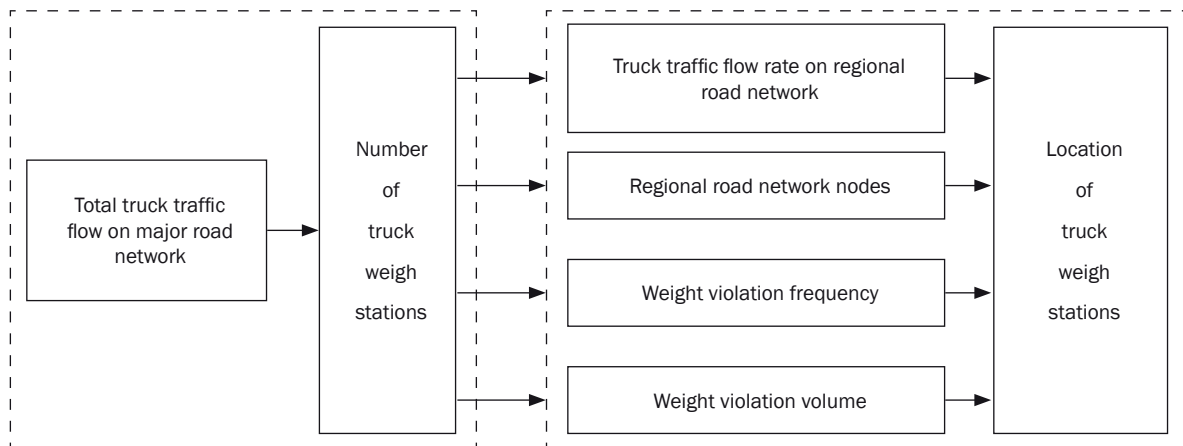 Total truck traffic
flow on major road
network
Number
of
truck
weigh
stations
Truck traffic flow rate on regional
road network
Regional road network nodes
Weight violation frequency
Weight violation volume
Location
of
truck
weigh
stations